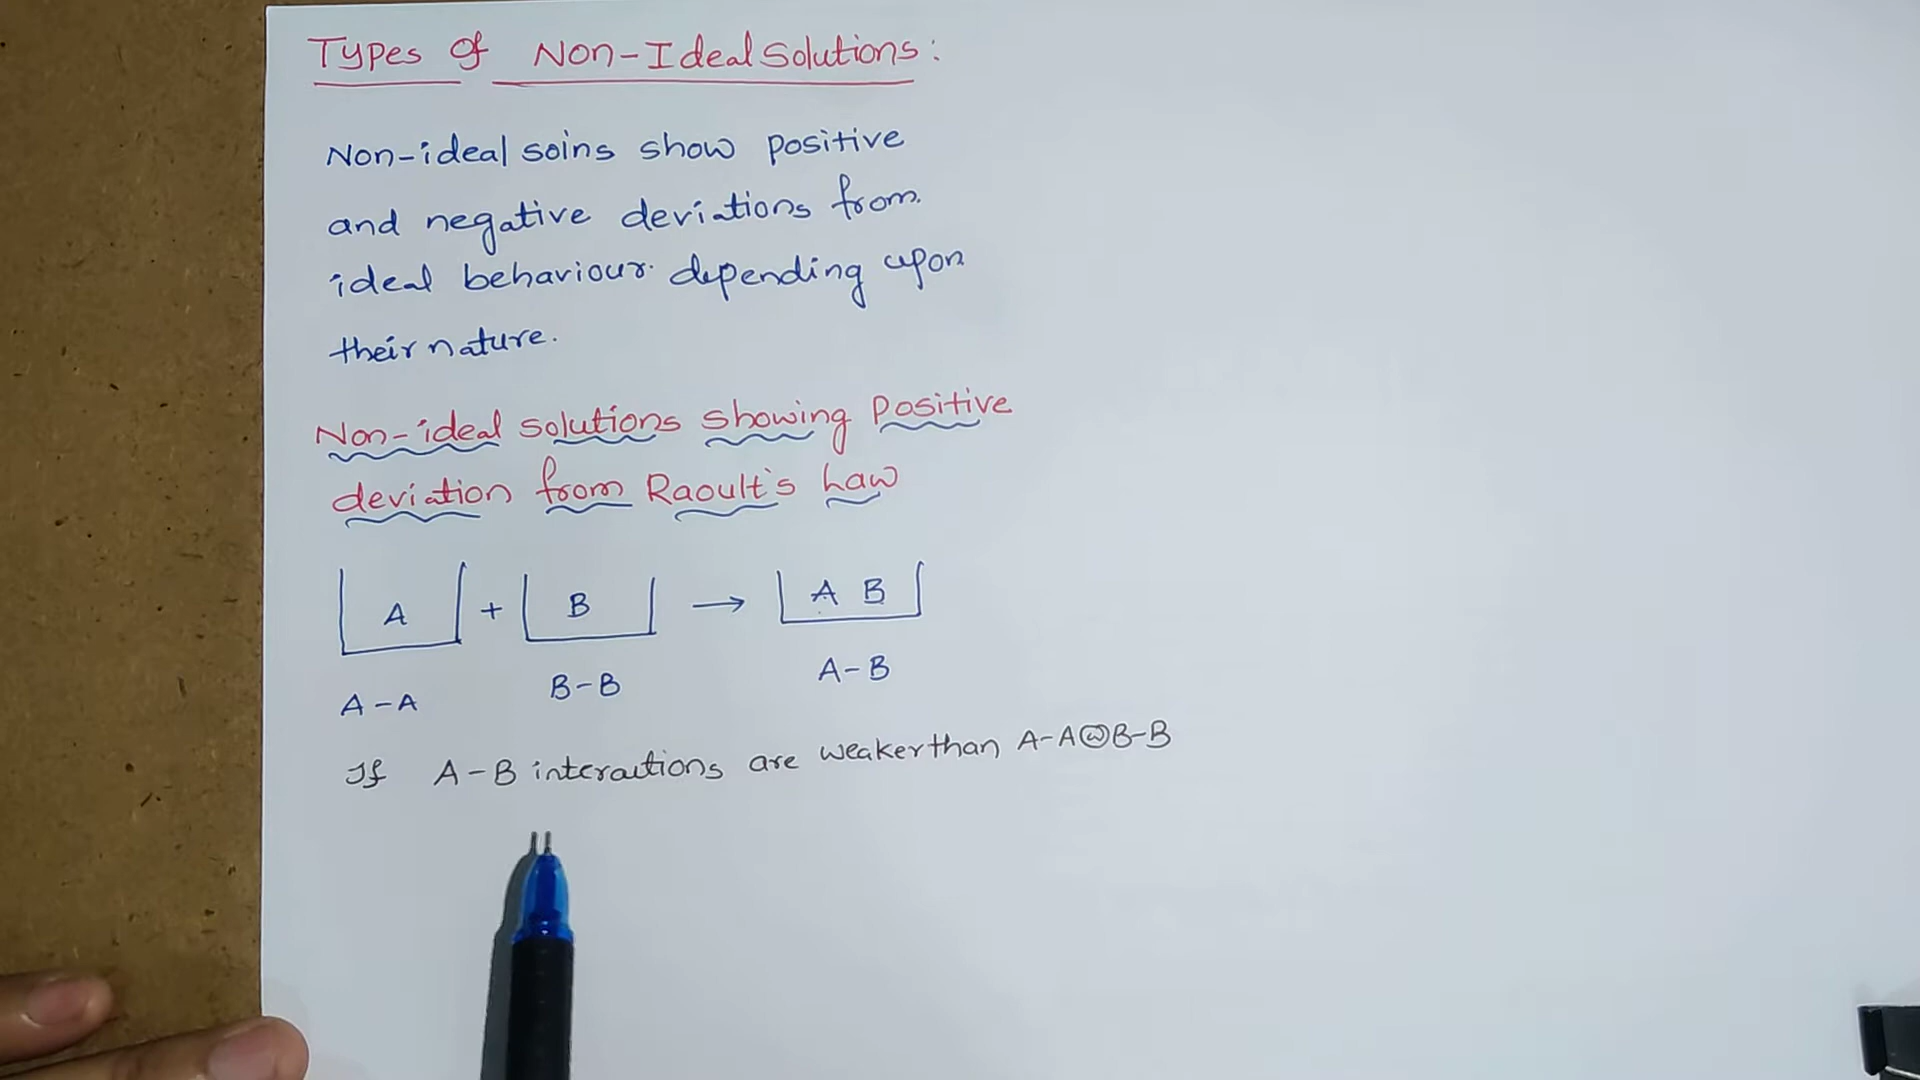 Types of Non-Ideal Solutions:
Non-ideal soins show positive
and negative deviations from
ideal behaviour depending upon
their nature.
Non-ideal solutions showing positive
deviation from Raoult's Law
A + B → A B
A-A B-B A-B
If A-B interactions are weaker than A-A B-B